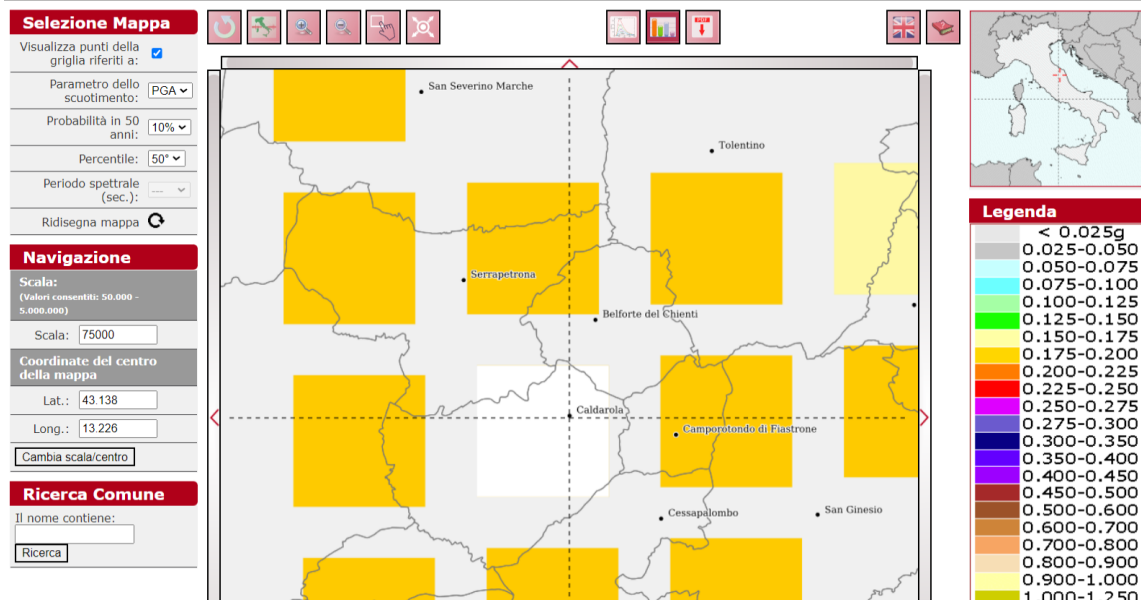 Selezione Mappa
Visualizza punti della
griglia riferiti a:
Parametro dello
scuotimento:
PGA
Probabilità in 50
anni:
10%
Percentile:
50°
Periodo spettrale
(sec.):
---
Ridisegna mappa
Navigazione
Scala:
(Valori consentiti: 50.000 -
5.000.000)
Scala:
75000
Coordinate del centro
della mappa
Lat.:
43.138
Long.:
13.226
Cambia scala/centro
Ricerca Comune
Il nome contiene:
Ricerca
PDF
San Severino Marche
Tolentino
Serrapetrona
Belforte del Chienti
Caldarola
Camporotondo di Fiastrone
Cessapalombo
San Ginesio
Legenda
< 0.025g
0.025-0.050
0.050-0.075
0.075-0.100
0.100-0.125
0.125-0.150
0.150-0.175
0.175-0.200
0.200-0.225
0.225-0.250
0.250-0.275
0.275-0.300
0.300-0.350
0.350-0.400
0.400-0.450
0.450-0.500
0.500-0.600
0.600-0.700
0.700-0.800
0.800-0.900
0.900-1.000
1.000-1.250